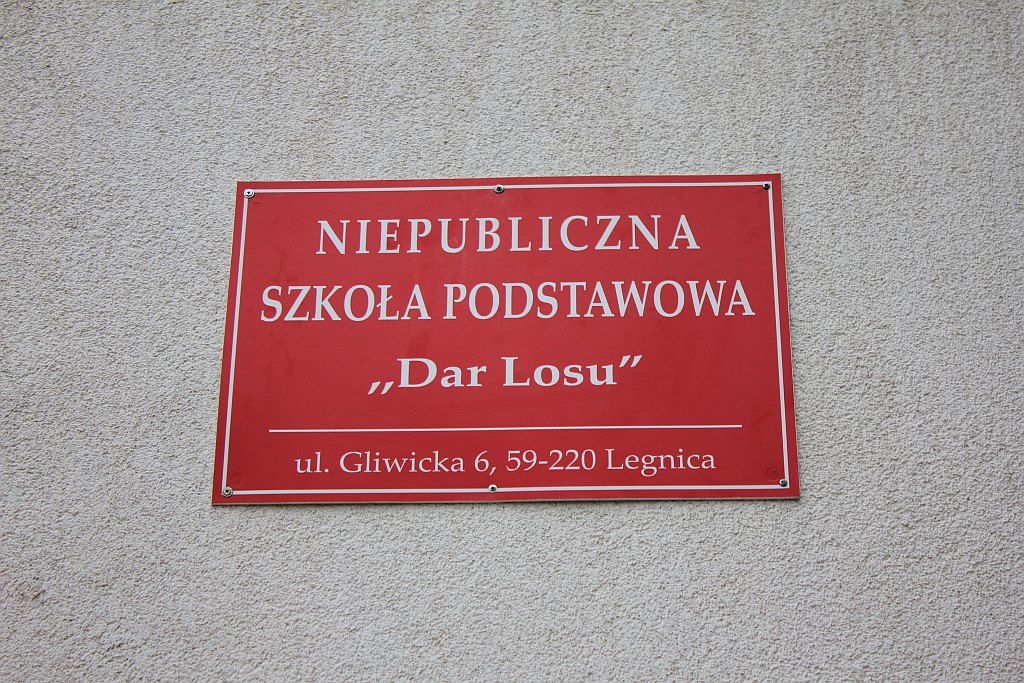 NIEPUBLICZNA
SZKOŁA PODSTAWOWA
„Dar Losu”
ul. Gliwicka 6, 59-220 Legnica